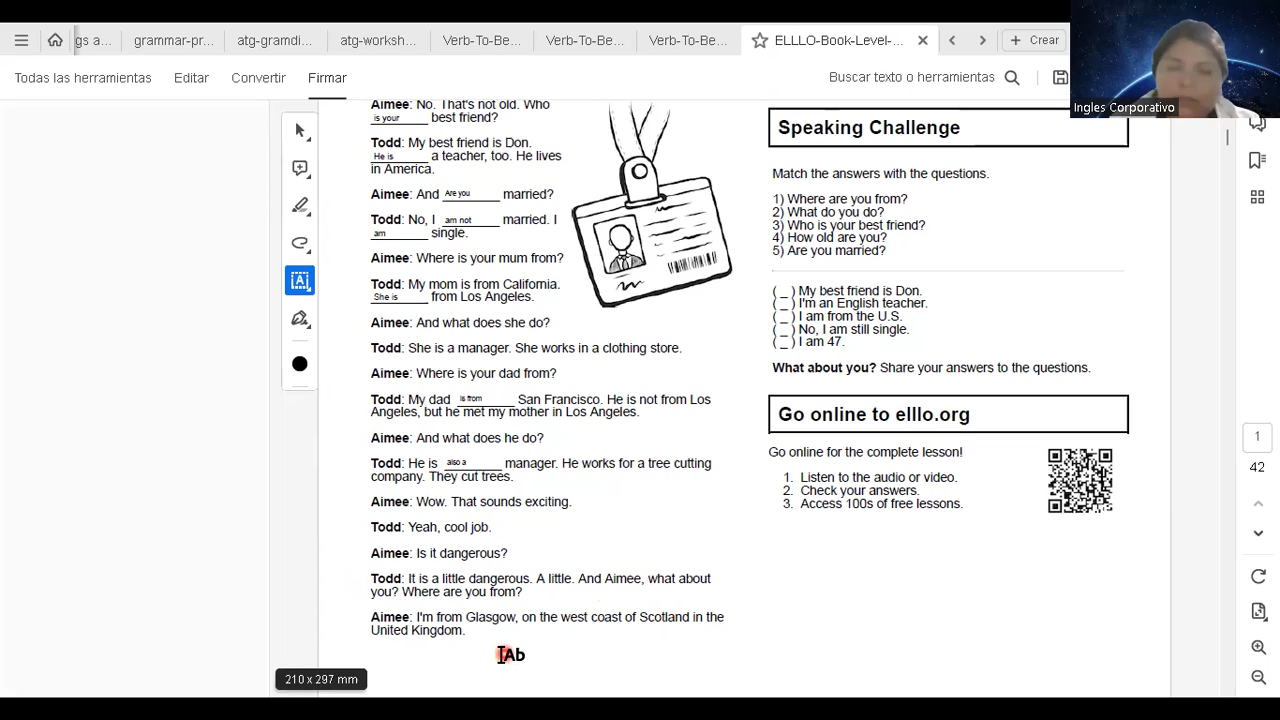 gs a...
grammar-pr...
atg-gramdi...
atg-worksh...
Verb-To-Be...
Verb-To-Be...
Verb-To-Be...
ELLLO-Book-Level-...
Crear
Todas las herramientas
Editar
Convertir
Firmar
Buscar texto o herramientas
Ingles Corporativo
Aimee: No. That's not old. Who
is your best friend?
Todd: My best friend is Don.
He is a teacher, too. He lives
in America.
Aimee: And Are you married?
Todd: No, I am not married. I
am single.
Aimee: Where is your mum from?
Todd: My mom is from California.
She is from Los Angeles.
Aimee: And what does she do?
Todd: She is a manager. She works in a clothing store.
Aimee: Where is your dad from?
Todd: My dad is from San Francisco. He is not from Los
Angeles, but he met my mother in Los Angeles.
Aimee: And what does he do?
Todd: He is also a manager. He works for a tree cutting
company. They cut trees.
Aimee: Wow. That sounds exciting.
Todd: Yeah, cool job.
Aimee: Is it dangerous?
Todd: It is a little dangerous. A little. And Aimee, what about
you? Where are you from?
Aimee: I'm from Glasgow, on the west coast of Scotland in the
United Kingdom.
Ab
210 x 297 mm
Speaking Challenge
Match the answers with the questions.
1) Where are you from?
2) What do you do?
3) Who is your best friend?
4) How old are you?
5) Are you married?
( _ ) My best friend is Don.
( _ ) I'm an English teacher.
( _ ) I am from the U.S.
( _ ) No, I am still single.
( _ ) I am 47.
What about you? Share your answers to the questions.
Go online to elllo.org
Go online for the complete lesson!
1. Listen to the audio or video.
2. Check your answers.
3. Access 100s of free lessons.
1
42